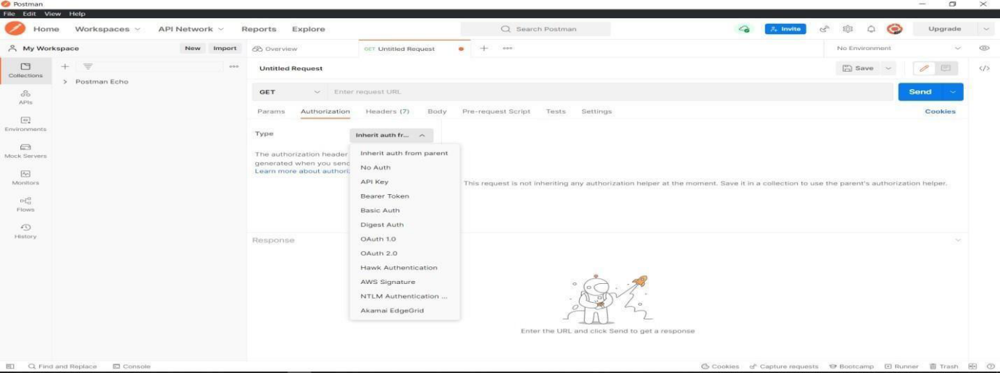 Postman
File Edit View Help
Home Workspaces API Network Reports Explore
Search Postman
Invite
Upgrade
My Workspace
New Import
Overview
GET Untitled Request
No Environment
Collections
Postman Echo
Untitled Request
Save
</>
APIs
GET
Enter request URL
Send
Params Authorization Headers (7) Body Pre-request Script Tests Settings
Cookies
Environments
Type
Inherit auth fr...
Mock Servers
The authorization header
generated when you send
Learn more about authori
Inherit auth from parent
No Auth
API Key
Bearer Token
Basic Auth
Digest Auth
OAuth 1.0
OAuth 2.0
Hawk Authentication
AWS Signature
NTLM Authentication ...
Akamai EdgeGrid
This request is not inheriting any authorization helper at the moment. Save it in a collection to use the parent's authorization helper.
Monitors
Flows
History
Response
Enter the URL and click Send to get a response
Find and Replace Console
Cookies Capture requests Bootcamp Runner Trash